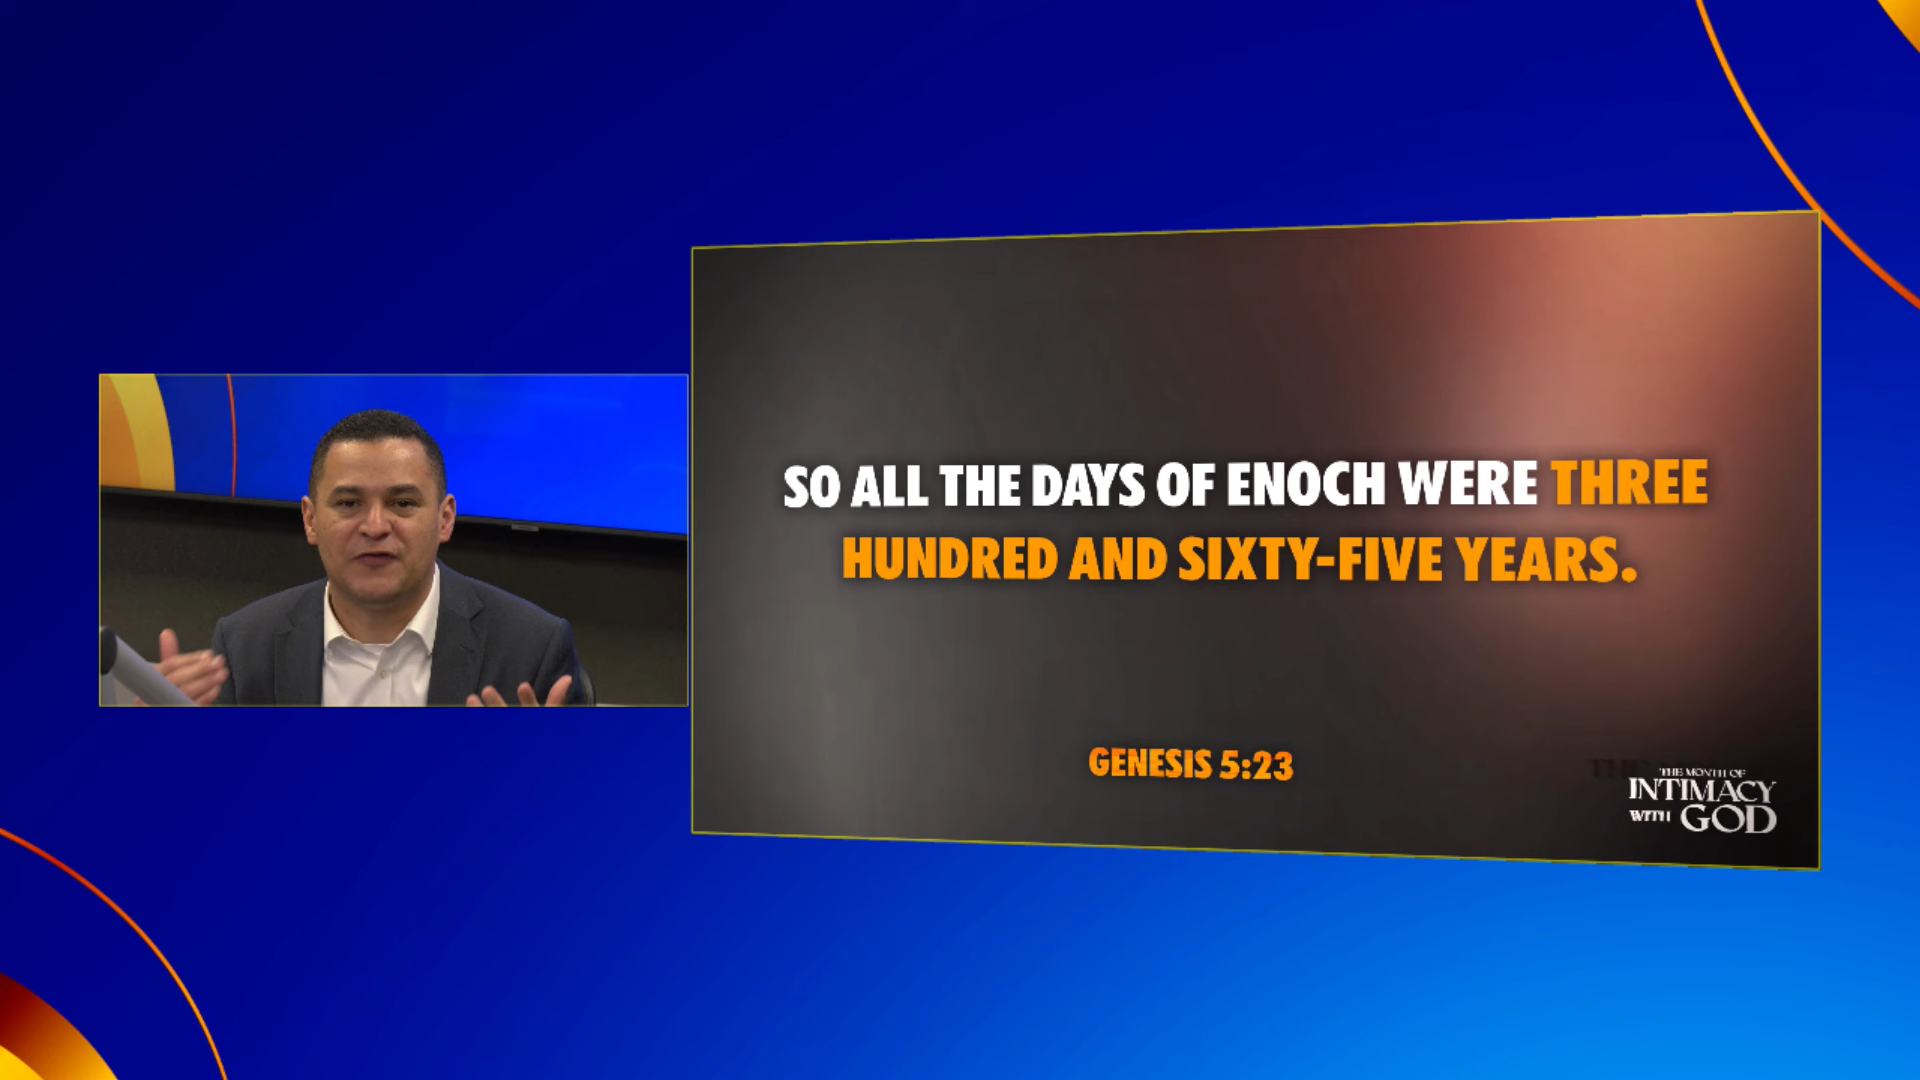 SO ALL THE DAYS OF ENOCH WERE THREE
HUNDRED AND SIXTY-FIVE YEARS.
GENESIS 5:23
THE MONTH OF
INTIMACY
WITH GOD